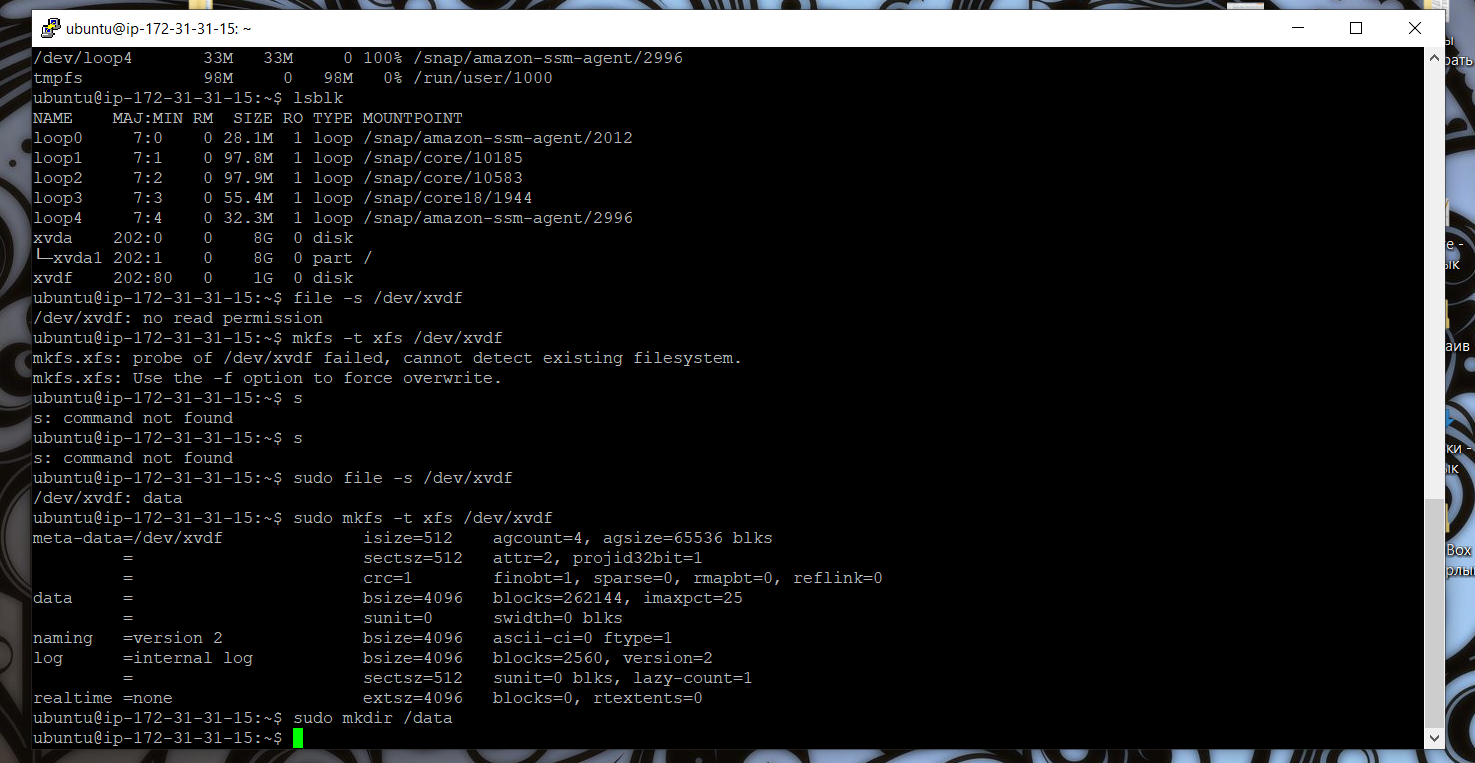 ubuntu@ip-172-31-31-15: ~
/dev/loop4       33M   33M     0 100% /snap/amazon-ssm-agent/2996
tmpfs            98M     0   98M   0% /run/user/1000
ubuntu@ip-172-31-31-15:~$ lsblk
NAME    MAJ:MIN RM  SIZE RO TYPE MOUNTPOINT
loop0     7:0    0 28.1M  1 loop /snap/amazon-ssm-agent/2012
loop1     7:1    0 97.8M  1 loop /snap/core/10185
loop2     7:2    0 97.9M  1 loop /snap/core/10583
loop3     7:3    0 55.4M  1 loop /snap/core18/1944
loop4     7:4    0 32.3M  1 loop /snap/amazon-ssm-agent/2996
xvda    202:0    0    8G  0 disk
└─xvda1 202:1    0    8G  0 part /
xvdf    202:80   0    1G  0 disk
ubuntu@ip-172-31-31-15:~$ file -s /dev/xvdf
/dev/xvdf: no read permission
ubuntu@ip-172-31-31-15:~$ mkfs -t xfs /dev/xvdf
mkfs.xfs: probe of /dev/xvdf failed, cannot detect existing filesystem.
mkfs.xfs: Use the -f option to force overwrite.
ubuntu@ip-172-31-31-15:~$ s
s: command not found
ubuntu@ip-172-31-31-15:~$ s
s: command not found
ubuntu@ip-172-31-31-15:~$ sudo file -s /dev/xvdf
/dev/xvdf: data
ubuntu@ip-172-31-31-15:~$ sudo mkfs -t xfs /dev/xvdf
meta-data=/dev/xvdf              isize=512    agcount=4, agsize=65536 blks
         =                       sectsz=512   attr=2, projid32bit=1
         =                       crc=1        finobt=1, sparse=0, rmapbt=0, reflink=0
data     =                       bsize=4096   blocks=262144, imaxpct=25
         =                       sunit=0      swidth=0 blks
naming   =version 2              bsize=4096   ascii-ci=0 ftype=1
log      =internal log           bsize=4096   blocks=2560, version=2
         =                       sectsz=512   sunit=0 blks, lazy-count=1
realtime =none                   extsz=4096   blocks=0, rtextents=0
ubuntu@ip-172-31-31-15:~$ sudo mkdir /data
ubuntu@ip-172-31-31-15:~$